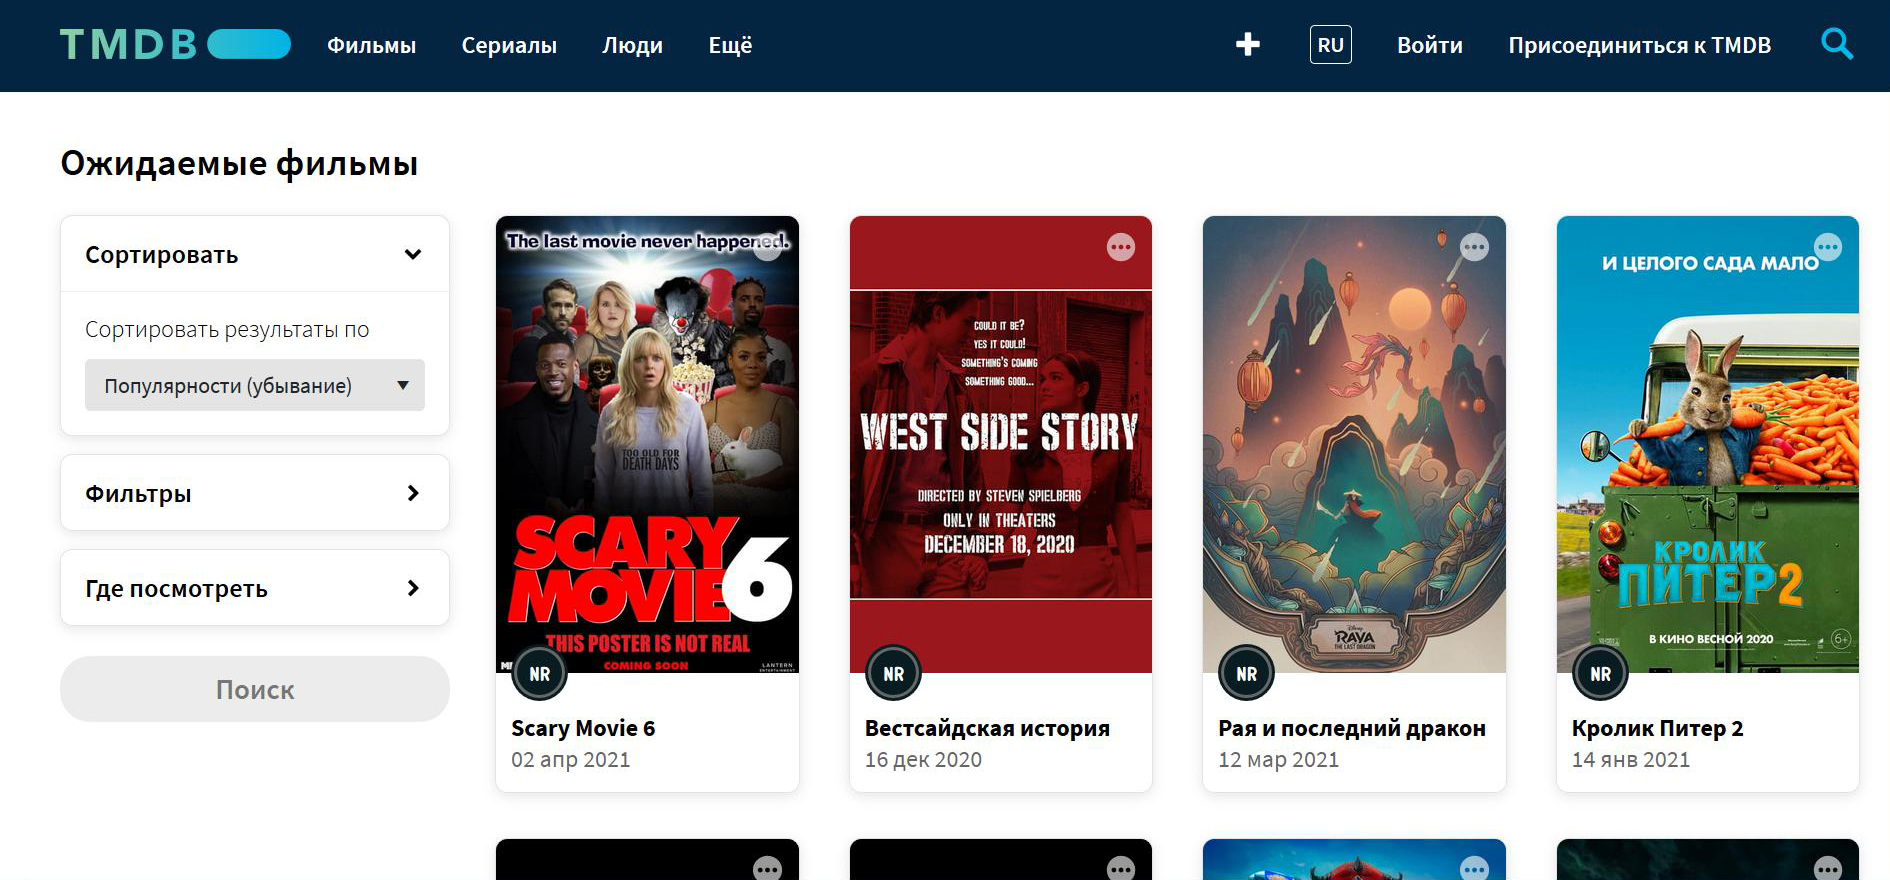 TMDB
Фильмы
Сериалы
Люди
Ещё
RU
Войти
Присоединиться к TMDB
Ожидаемые фильмы
Сортировать
Сортировать результаты по
Популярности (убывание)
Фильтры
Где посмотреть
Поиск
The last movie never happened.
TOO OLD FOR
DEATH DAYS
SCARY
MOVIE 6
THIS POSTER IS NOT REAL
COMING SOON
LANTERN
ENTERTAINMENT
NR
Scary Movie 6
02 апр 2021
COULD IT BE?
YES IT COULD!
SOMETHING'S COMING
SOMETHING GOOD...
WEST SIDE STORY
DIRECTED BY STEVEN SPIELBERG
ONLY IN THEATERS
DECEMBER 18, 2020
NR
Вестсайдская история
16 дек 2020
Disney
RAYA
THE LAST DRAGON
NR
Рая и последний дракон
12 мар 2021
И ЦЕЛОГО САДА МАЛО
КРОЛИК
ПИТЕР 2
В КИНО ВЕСНОЙ 2020
6+
NR
Кролик Питер 2
14 янв 2021